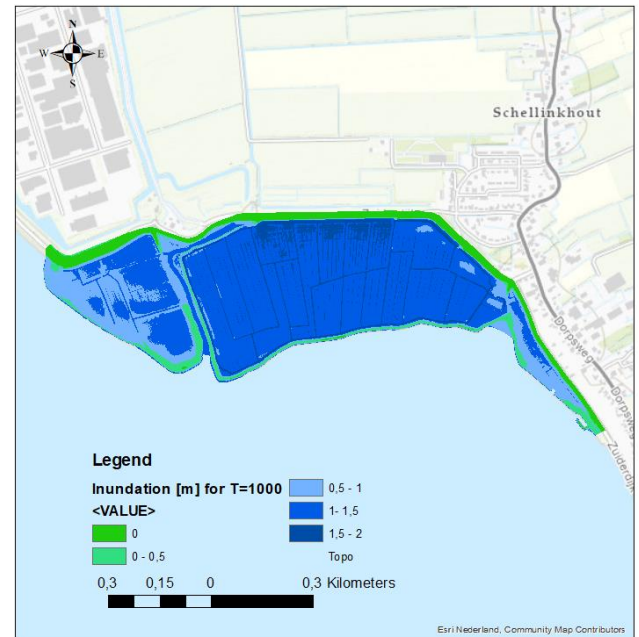 N
W E
S
Schellinkhout
Dorpsweg
Dorpsweg
Zuiderdijk
Legend
Inundation [m] for T=1000
<VALUE>
0
0 - 0,5
0,5 - 1
1- 1,5
1,5 - 2
Topo
0,3 0,15 0 0,3 Kilometers
Esri Nederland, Community Map Contributors